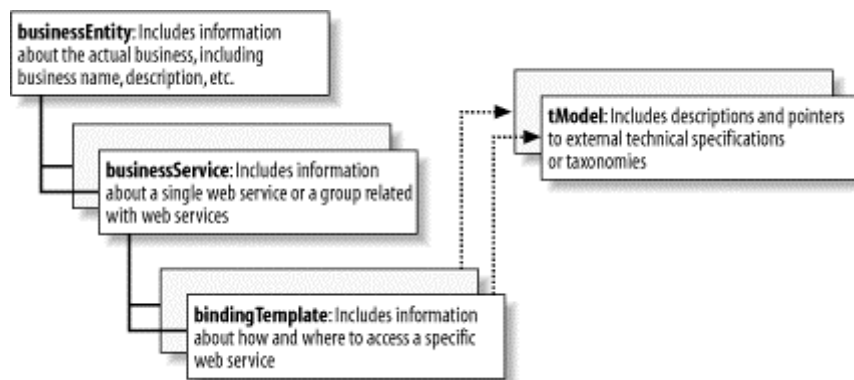 businessEntity: Includes information
about the actual business, including
business name, description, etc.
tModel: Includes descriptions and pointers
to external technical specifications
or taxonomies
businessService: Includes information
about a single web service or a group related
with web services
bindingTemplate: Includes information
about how and where to access a specific
web service